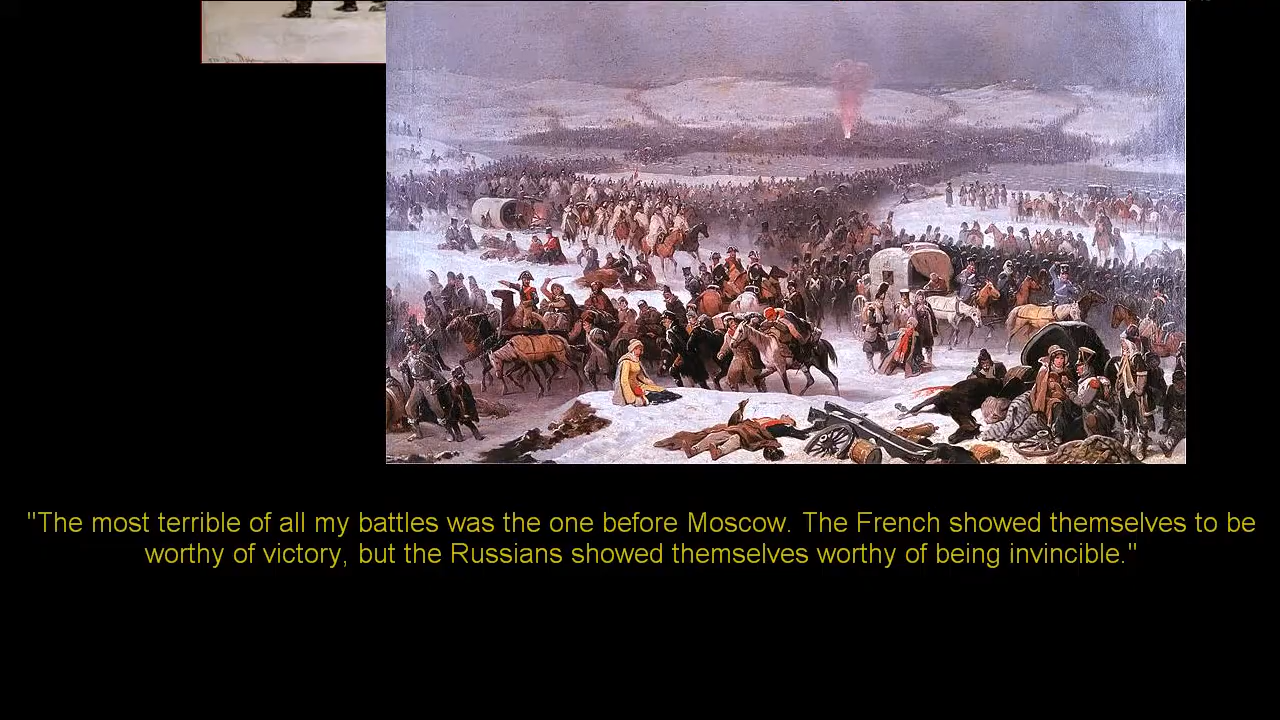 "The most terrible of all my battles was the one before Moscow. The French showed themselves to be
worthy of victory, but the Russians showed themselves worthy of being invincible."